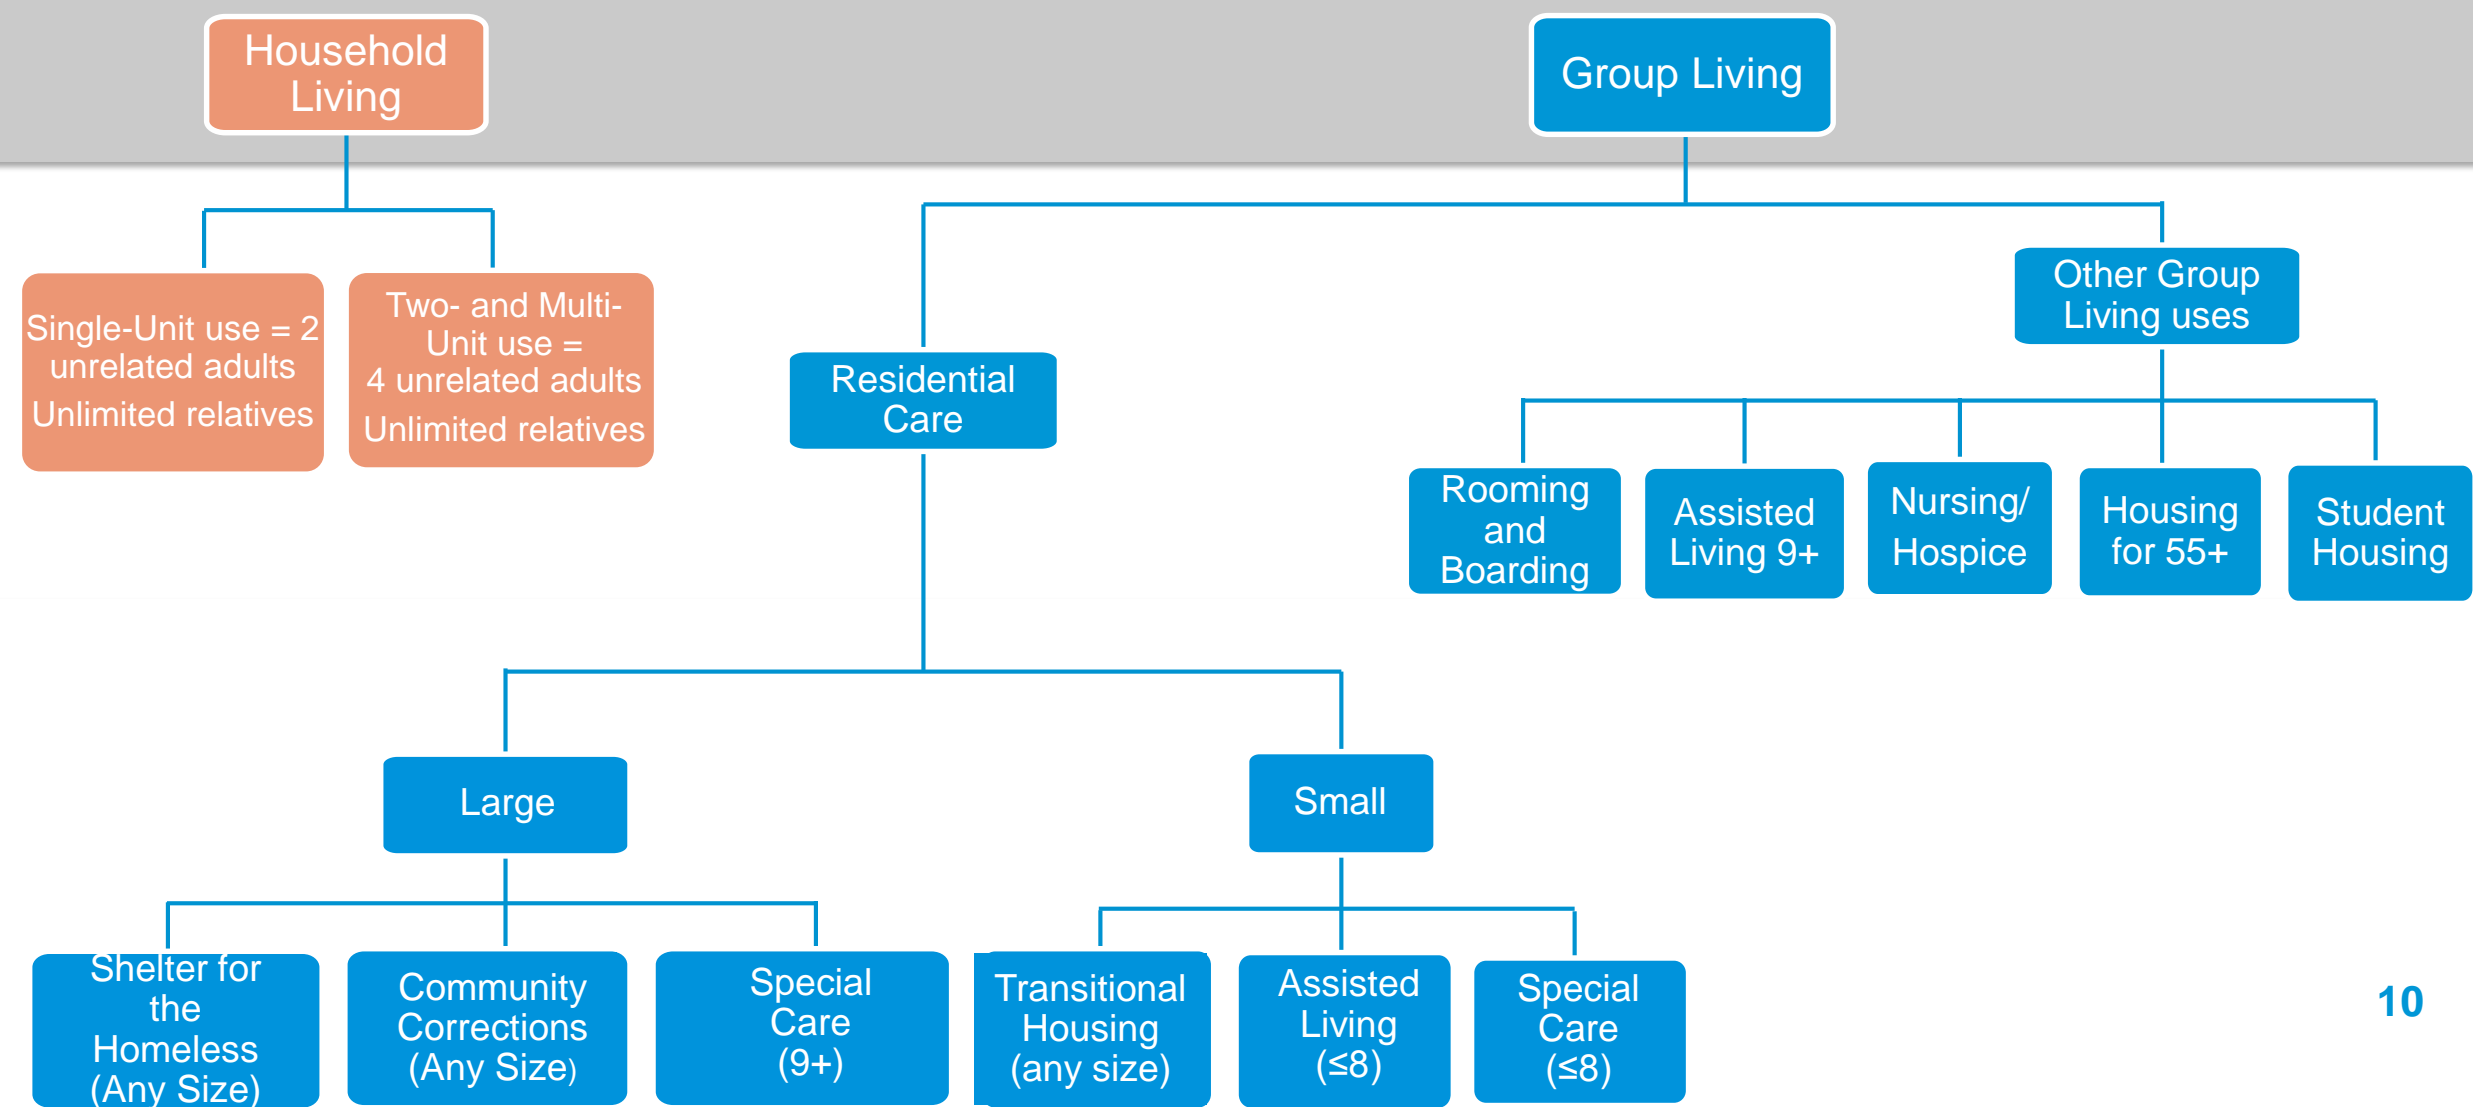 Household
Living
Group Living
Single-Unit use = 2
unrelated adults
Unlimited relatives
Two- and Multi-
Unit use =
4 unrelated adults
Unlimited relatives
Residential
Care
Other Group
Living uses
Rooming
and
Boarding
Assisted
Living 9+
Nursing/
Hospice
Housing
for 55+
Student
Housing
Large
Small
Shelter for
the
Homeless
(Any Size)
Community
Corrections
(Any Size)
Special
Care
(9+)
Transitional
Housing
(any size)
Assisted
Living
(≤8)
Special
Care
(≤8)
10